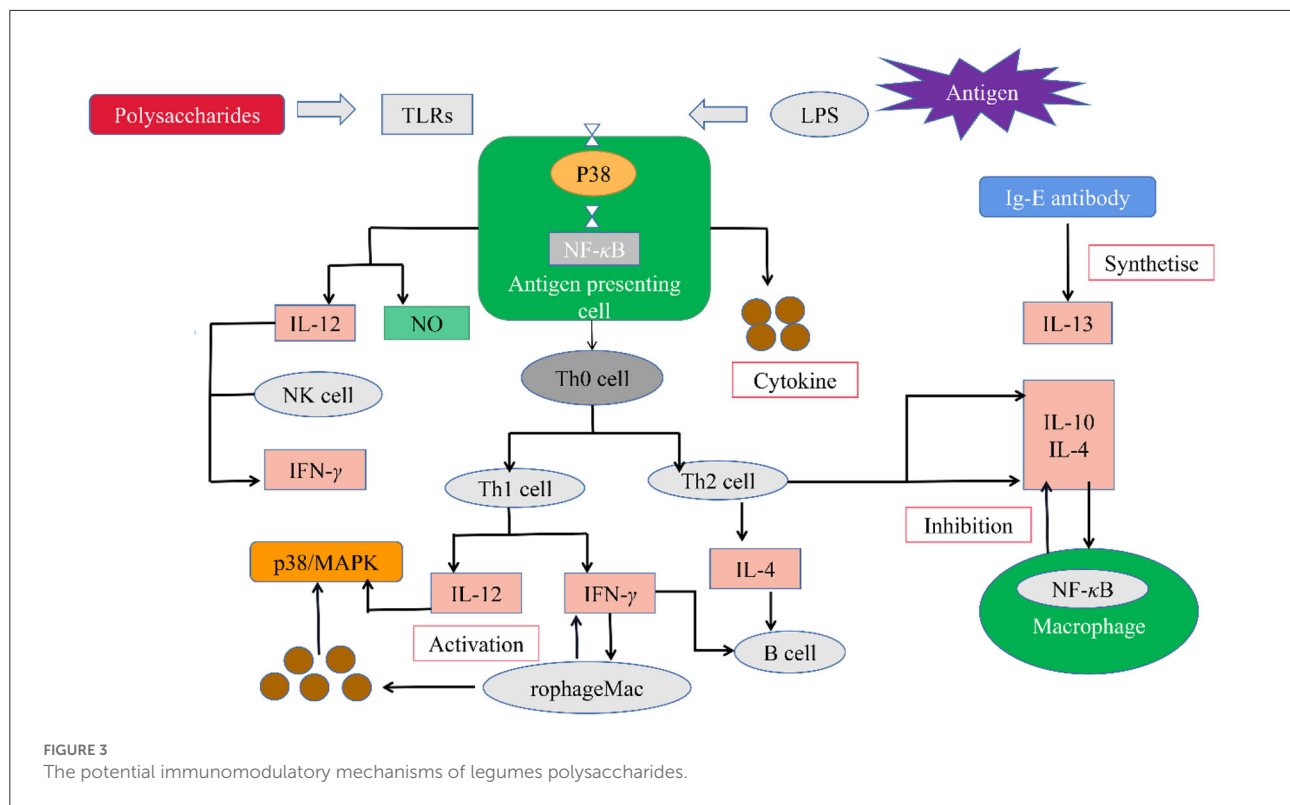 Polysaccharides
TLRs
LPS
Antigen
P38
NF-κB
Antigen presenting
cell
Ig-E antibody
Synthetise
IL-13
IL-12
NO
Cytokine
NK cell
Th0 cell
IFN-γ
Th1 cell
Th2 cell
IL-10
IL-4
Inhibition
p38/MAPK
IL-12
IFN-γ
IL-4
Activation
B cell
NF-κB
Macrophage
rophageMac
FIGURE 3
The potential immunomodulatory mechanisms of legumes polysaccharides.